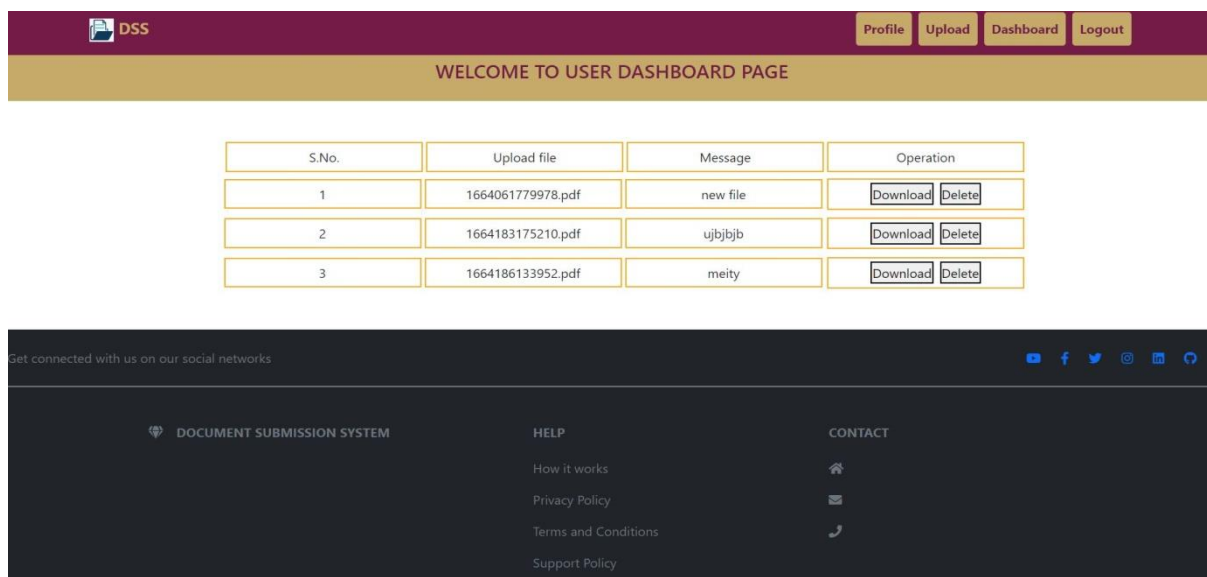 DSS Profile Upload Dashboard Logout
WELCOME TO USER DASHBOARD PAGE
S.No. Upload file Message Operation
1 1664061779978.pdf new file Download Delete
2 1664183175210.pdf ujbjbjb Download Delete
3 1664186133952.pdf meity Download Delete
Get connected with us on our social networks
DOCUMENT SUBMISSION SYSTEM HELP CONTACT
How it works
Privacy Policy
Terms and Conditions
Support Policy